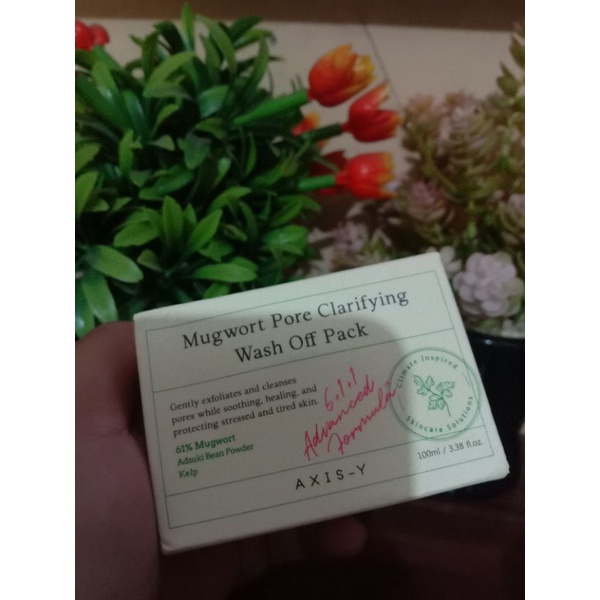 Mugwort Pore Clarifying
Wash Off Pack
Gently exfoliates and cleanses
pores while soothing, healing, and
protecting stressed and tired skin.
61% Mugwort
Adzuki Bean Powder
Kelp
6.1.1
Advanced
Formula
Climate Inspired
Skincare Solutions
100ml / 3.38 fl.oz.
AXIS-Y